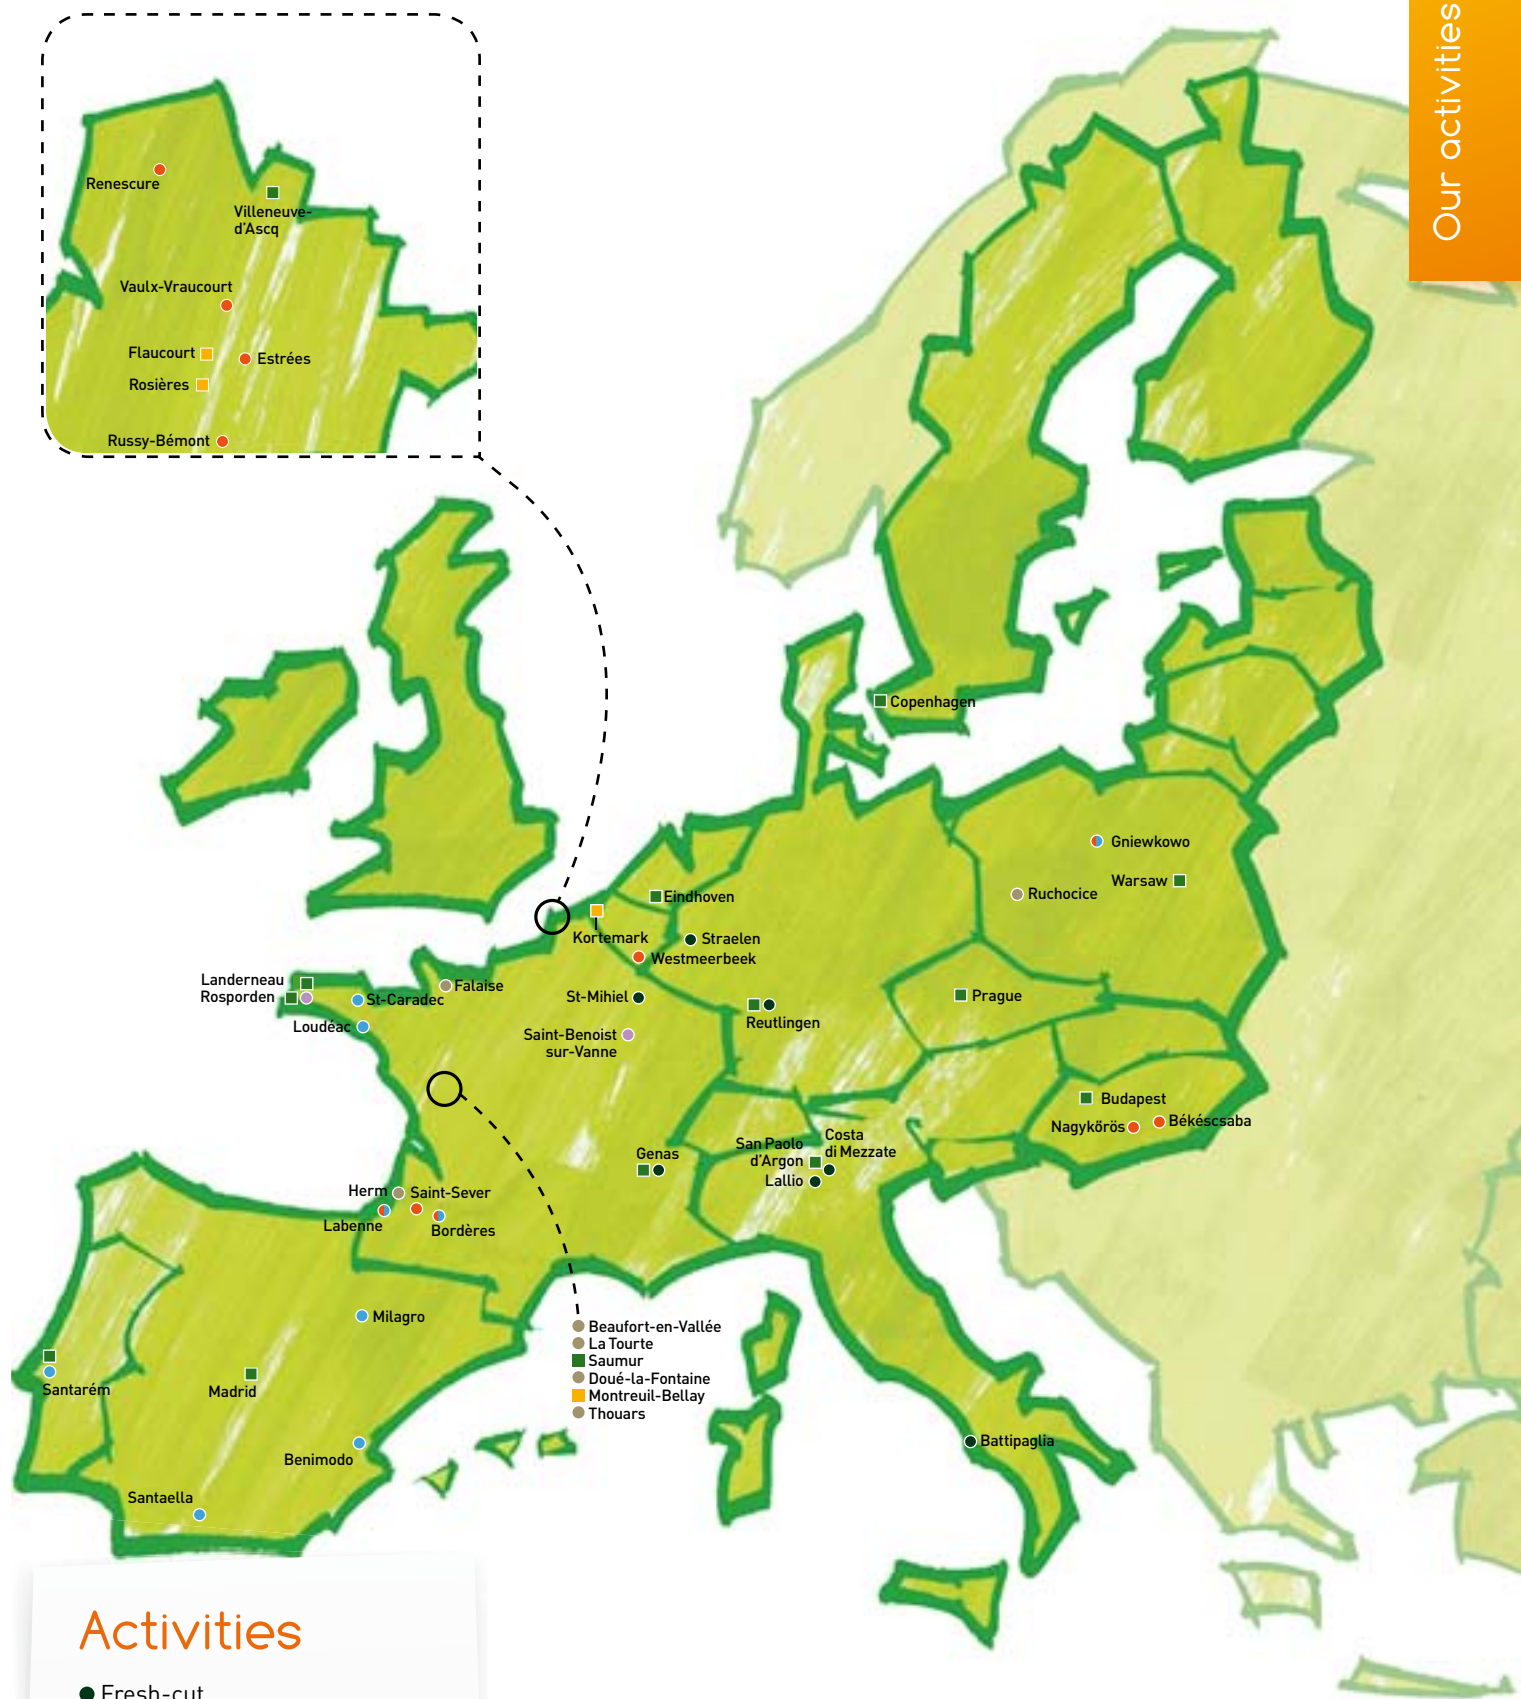 Our activities
Renescure
Villeneuve-
d'Ascq
Vaulx-Vraucourt
Flaucourt
Estrées
Rosières
Russy-Bémont
Copenhagen
Gniewkowo
Warsaw
Ruchocice
Eindhoven
Kortemark
Straelen
Westmeerbeek
Landerneau
Rosporden
Falaise
St-Caradec
St-Mihiel
Prague
Loudéac
Reutlingen
Saint-Benoist
sur-Vanne
Budapest
Nagykőrös
Békéscsaba
Costa
di Mezzate
San Paolo
d'Argon
Lallio
Genas
Herm
Saint-Sever
Labenne
Bordères
Milagro
Beaufort-en-Vallée
La Tourte
Saumur
Doué-la-Fontaine
Montreuil-Bellay
Thouars
Santarém
Madrid
Benimodo
Battipaglia
Santaella
Activities
Fresh-cut